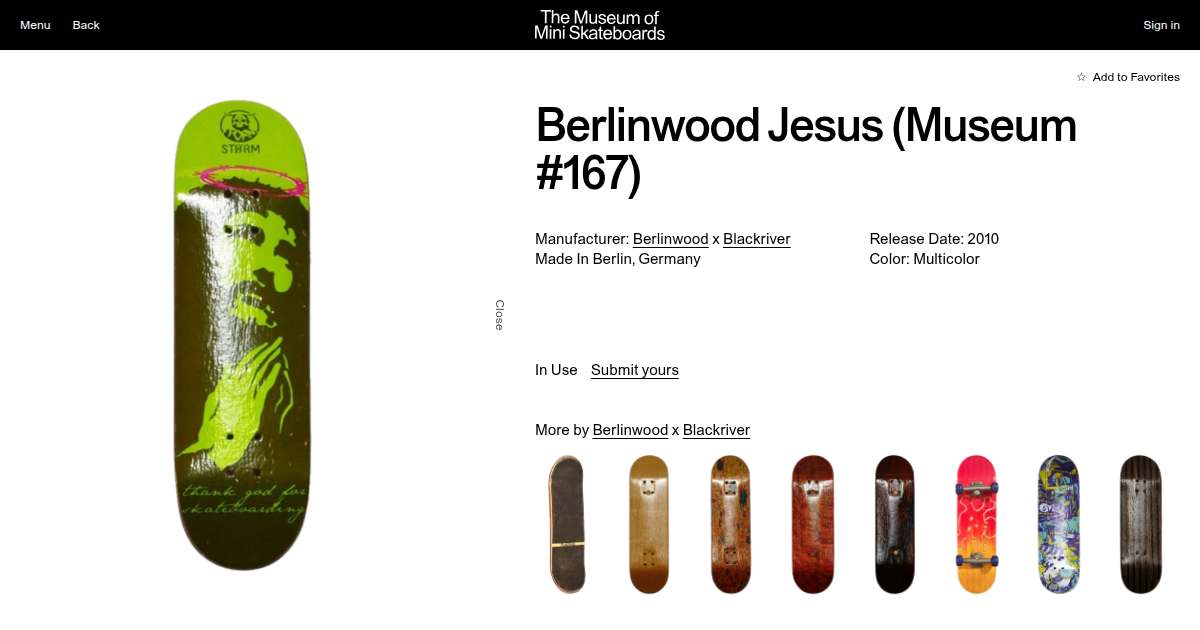 Menu
Back
The Museum of
Mini Skateboards
Sign in
☆ Add to Favorites
STHRM
thank god for
skateboarding
Close
Berlinwood Jesus (Museum
#167)
Manufacturer: Berlinwood x Blackriver
Made In Berlin, Germany
Release Date: 2010
Color: Multicolor
In Use
Submit yours
More by Berlinwood x Blackriver